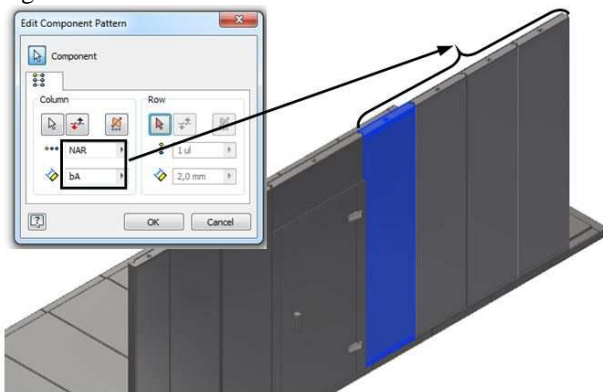 Edit Component Pattern
Component
Column
Row
NAR
1 ul
bA
2,0 mm
OK
Cancel